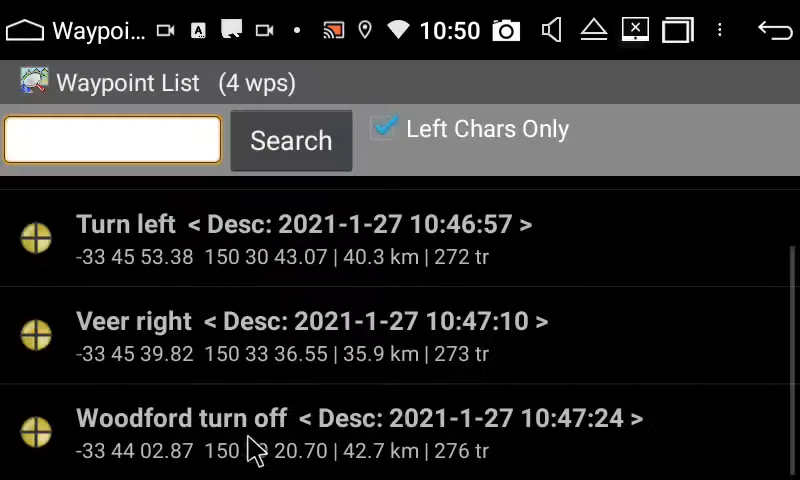 Waypoi... A 10:50
Waypoint List (4 wps)
Search Left Chars Only
Turn left < Desc: 2021-1-27 10:46:57 >
-33 45 53.38 150 30 43.07 | 40.3 km | 272 tr
Veer right < Desc: 2021-1-27 10:47:10 >
-33 45 39.82 150 33 36.55 | 35.9 km | 273 tr
Woodford turn off < Desc: 2021-1-27 10:47:24 >
-33 44 02.87 150 20.70 | 42.7 km | 276 tr